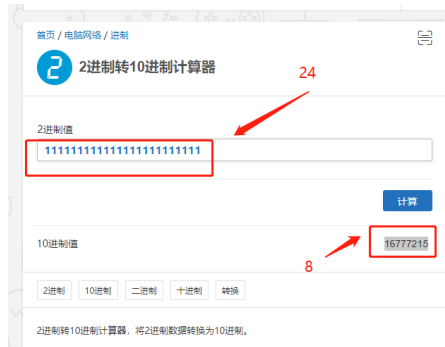 首页 / 电脑网络 / 进制
2进制转10进制计算器
24
2进制值
111111111111111111111111
计算
10进制值
16777215
8
2进制
10进制
二进制
十进制
转换
2进制转10进制计算器，将2进制数据转换为10进制。